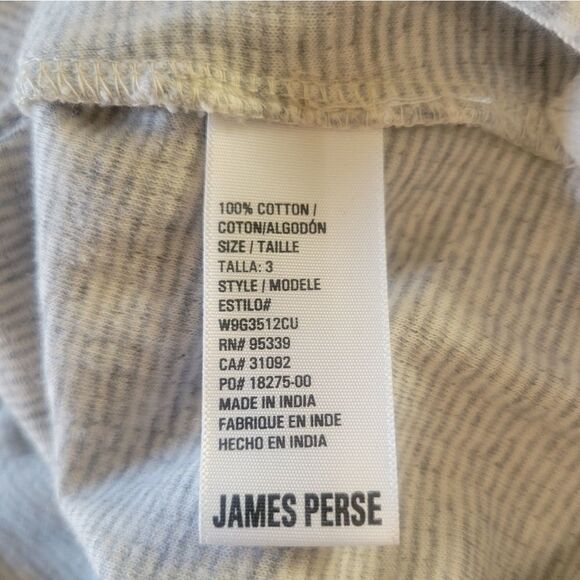 100% COTTON /
COTON/ALGODÓN
SIZE / TAILLE
TALLA: 3
STYLE / MODELE
ESTILO#
W9G3512CU
RN# 95339
CA# 31092
PO# 18275-00
MADE IN INDIA
FABRIQUE EN INDE
HECHO EN INDIA
JAMES PERSE